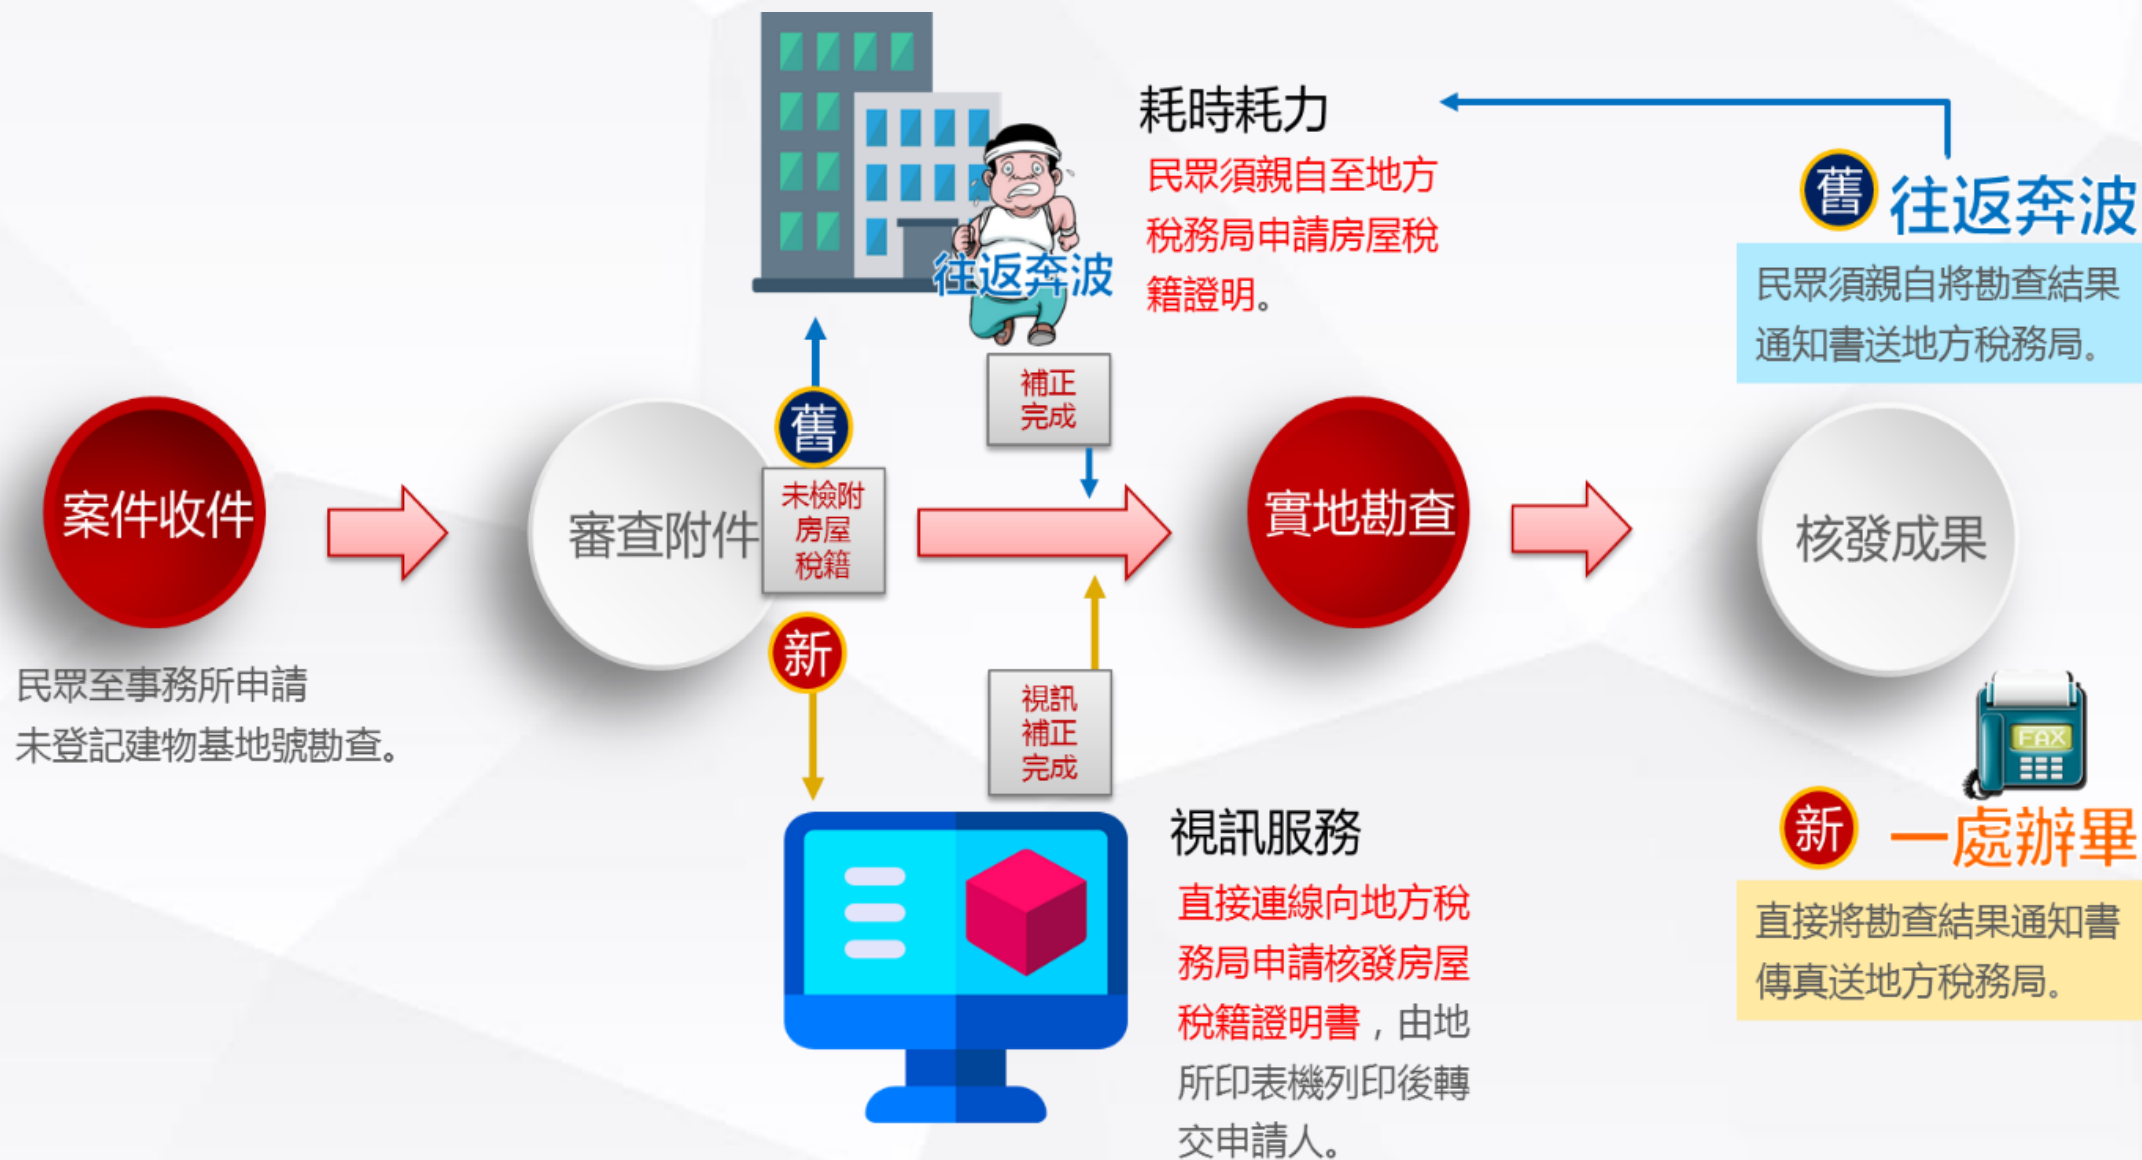 耗時耗力
民眾須親自至地方
稅務局申請房屋稅
籍證明。
往返奔波
舊
往返奔波
民眾須親自將勘查結果
通知書送地方稅務局。
補正
完成
舊
未檢附
房屋
稅籍
案件收件
審查附件
實地勘查
核發成果
民眾至事務所申請
未登記建物基地號勘查。
新
視訊
補正
完成
視訊服務
直接連線向地方稅
務局申請核發房屋
稅籍證明書，由地
所印表機列印後轉
交申請人。
FAX
新
一處辦畢
直接將勘查結果通知書
傳真送地方稅務局。